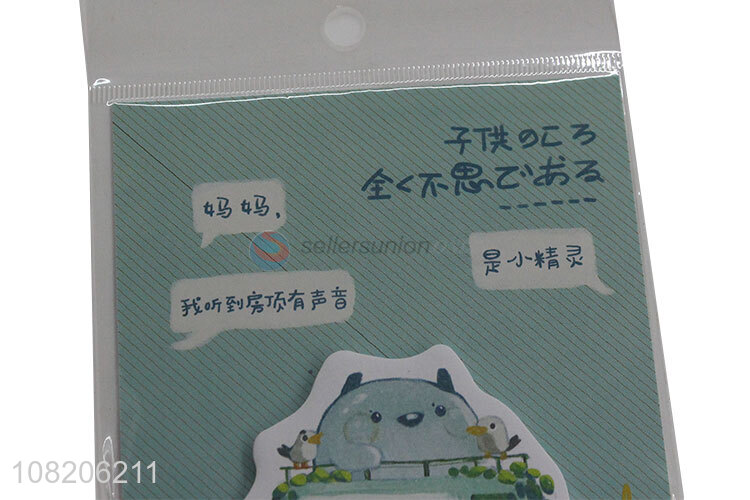 子供のころ
全く不思である
妈妈,
sellersunion
是小精灵
我听到房顶有声音
108206211